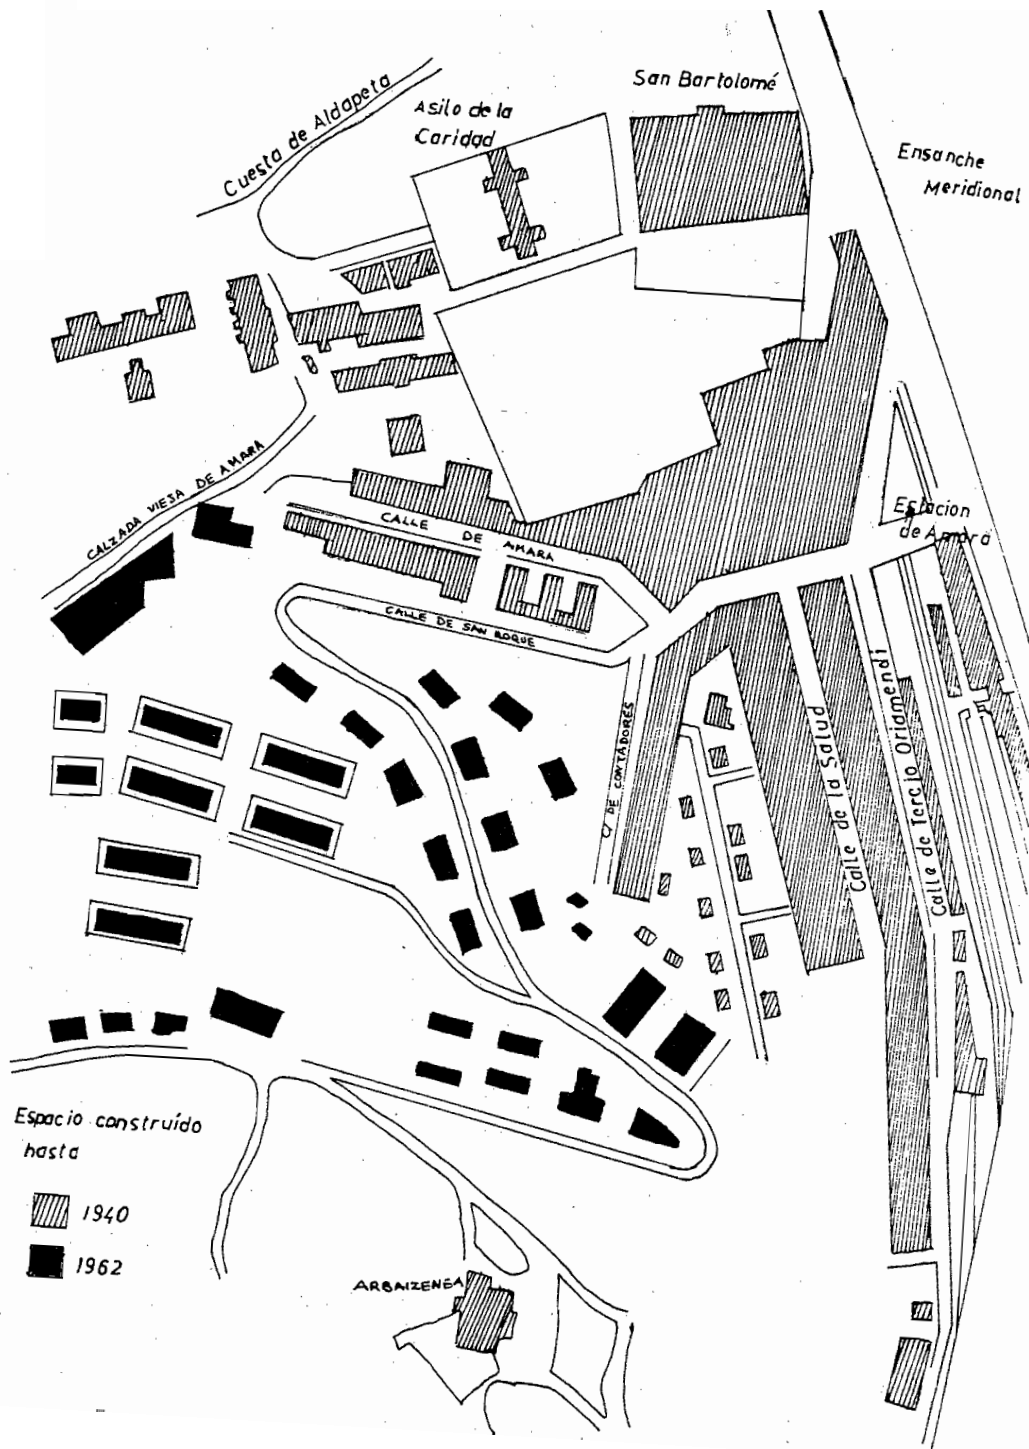 San Bartolomé
Cuesta de Aldapeta
Asilo de la
Caridad
Ensanche
Meridional
CALZADA VIEJA DE AMARA
CALLE DE AMARA
Estacion
de Amara
CALLE DE SAN ROQUE
C/ DE CONTADORES
Calle de la Salud
Calle de Tercio Oriamendi
Espacio construído
hasta
1940
1962
ARBAIZENEA